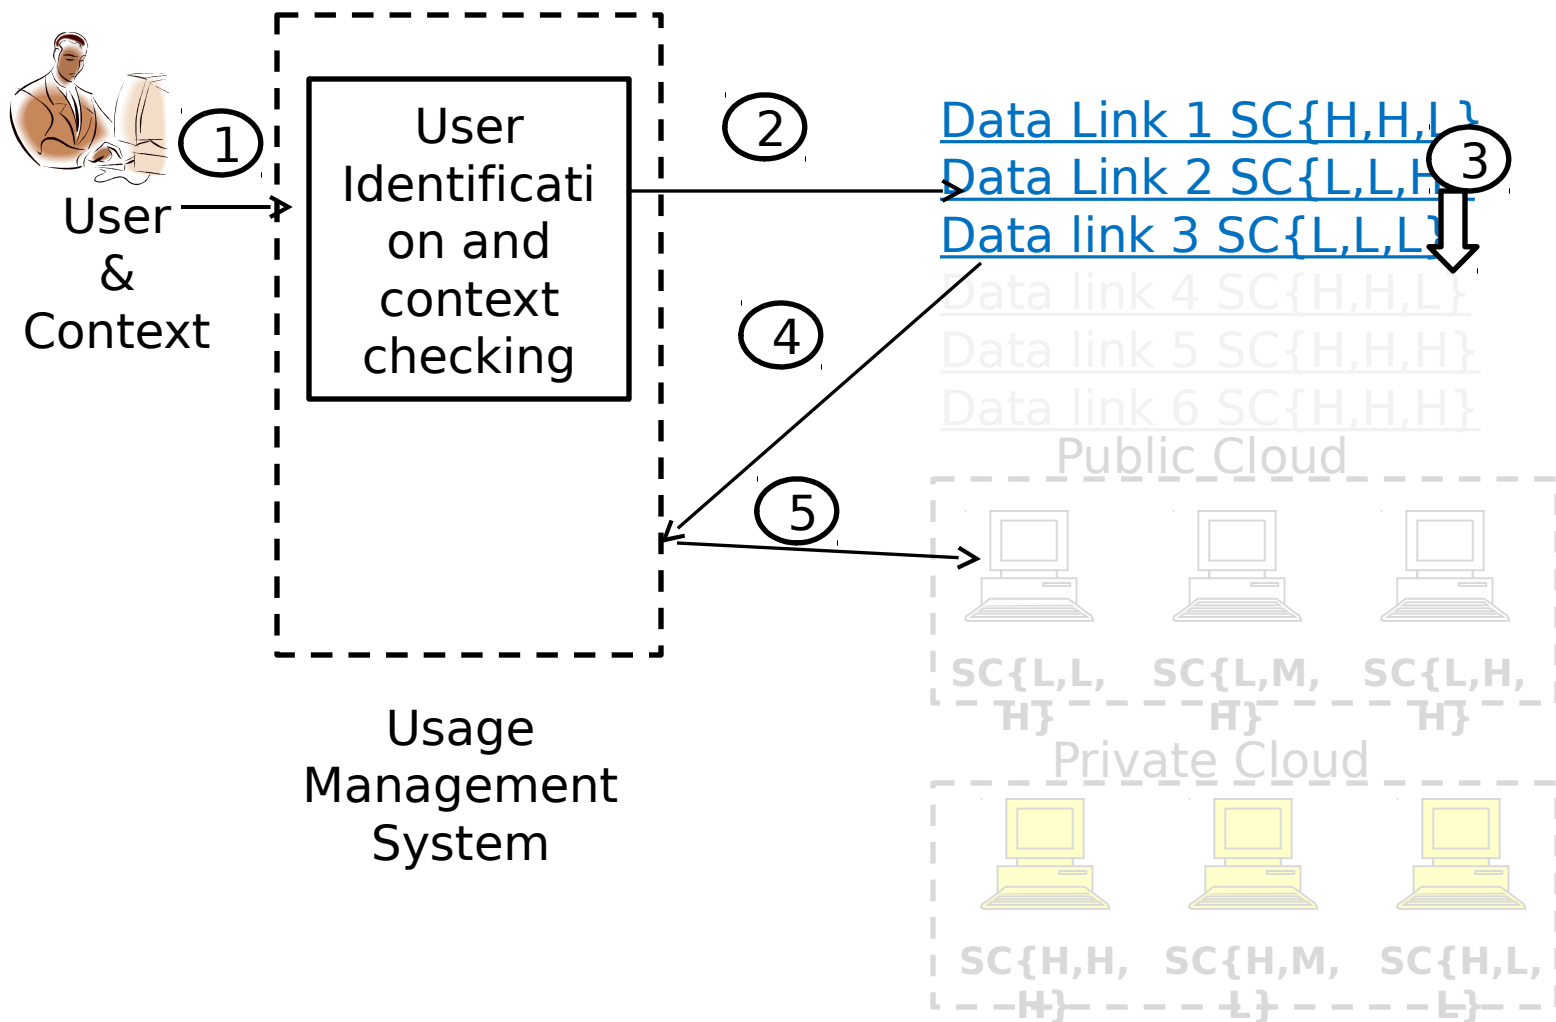 1
User
&
Context
User
Identificati
on and
context
checking
Usage
Management
System
2
Data Link 1 SC{H,H,L}
Data Link 2 SC{L,L,H
Data link 3 SC{L,L,L}
3
Data link 4 SC{H,H,L}
Data link 5 SC{H,H,H}
Data link 6 SC{H,H,H}
4
5
Public Cloud
SC{L,L,
H}
SC{L,M,
H}
SC{L,H,
H}
Private Cloud
SC{H,H,
H}
SC{H,M,
L}
SC{H,L,
L}